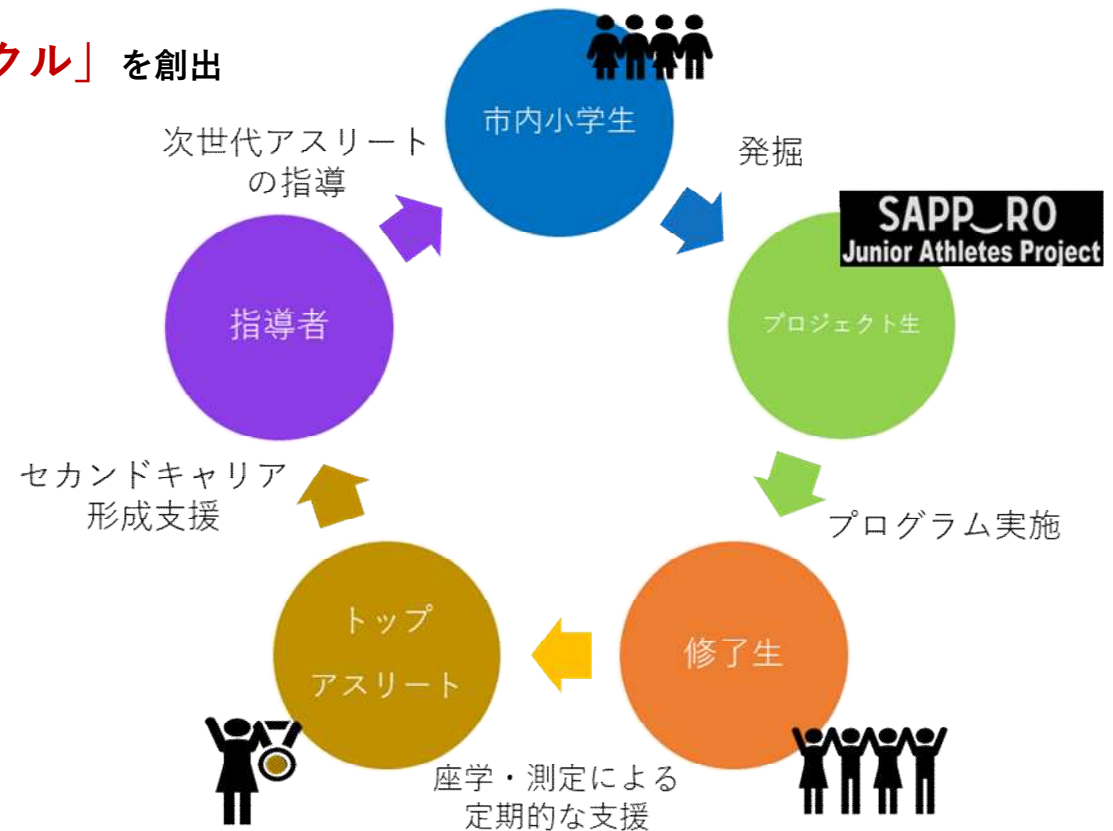 クル」を創出
市内小学生
発掘
SAPP_RO
Junior Athletes Project
プロジェクト生
プログラム実施
修了生
座学・測定による
定期的な支援
トップ
アスリート
セカンドキャリア
形成支援
指導者
次世代アスリート
の指導